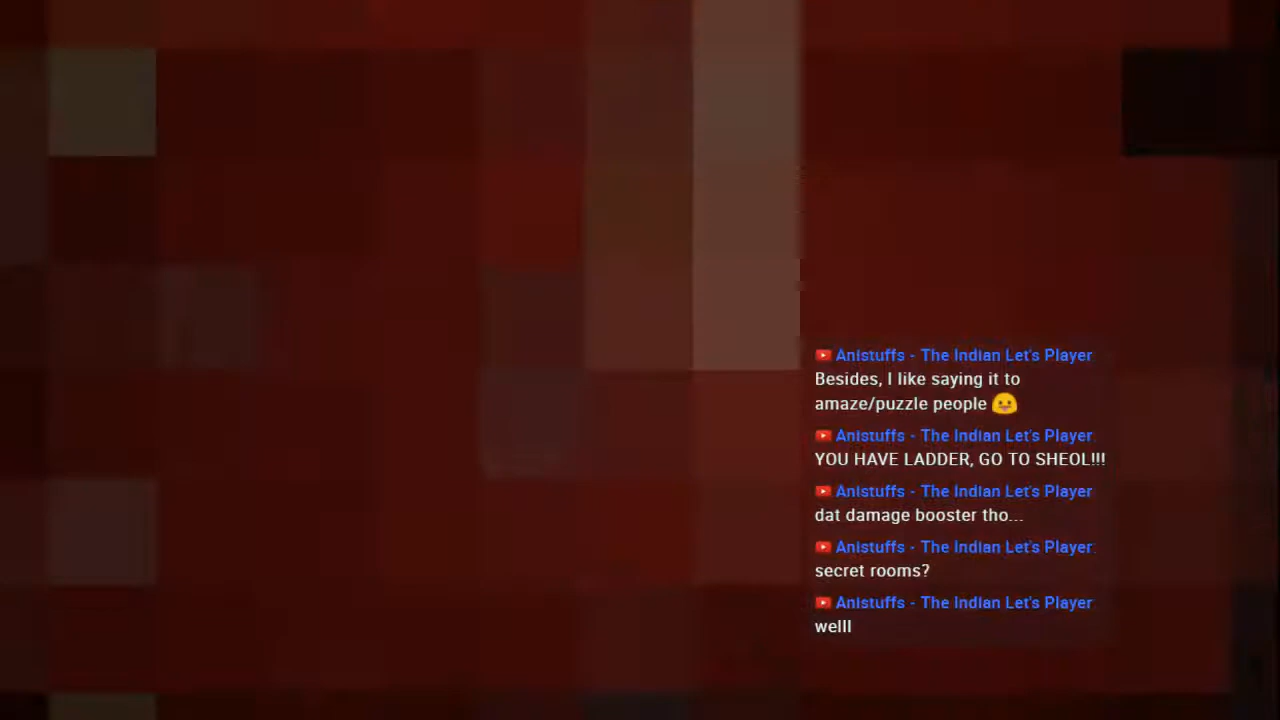 Anistuffs - The Indian Let's Player
Besides, I like saying it to
amaze/puzzle people 😛
Anistuffs - The Indian Let's Player
YOU HAVE LADDER, GO TO SHEOL!!!
Anistuffs - The Indian Let's Player
dat damage booster tho...
Anistuffs - The Indian Let's Player
secret rooms?
Anistuffs - The Indian Let's Player
welll